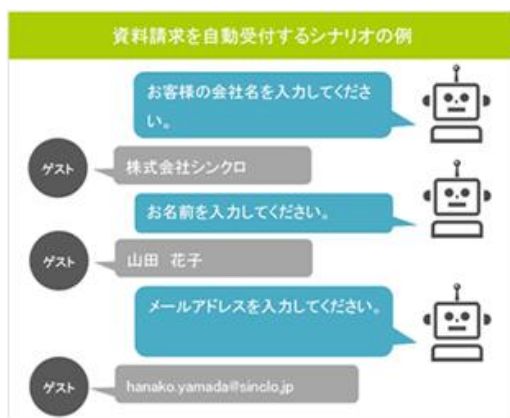 資料請求を自動受付するシナリオの例
お客様の会社名を入力してくださ
い。
ゲスト
株式会社シンクロ
お名前を入力してください。
ゲスト
山田 花子
メールアドレスを入力してください。
ゲスト
hanako.yamada@sinclo.jp